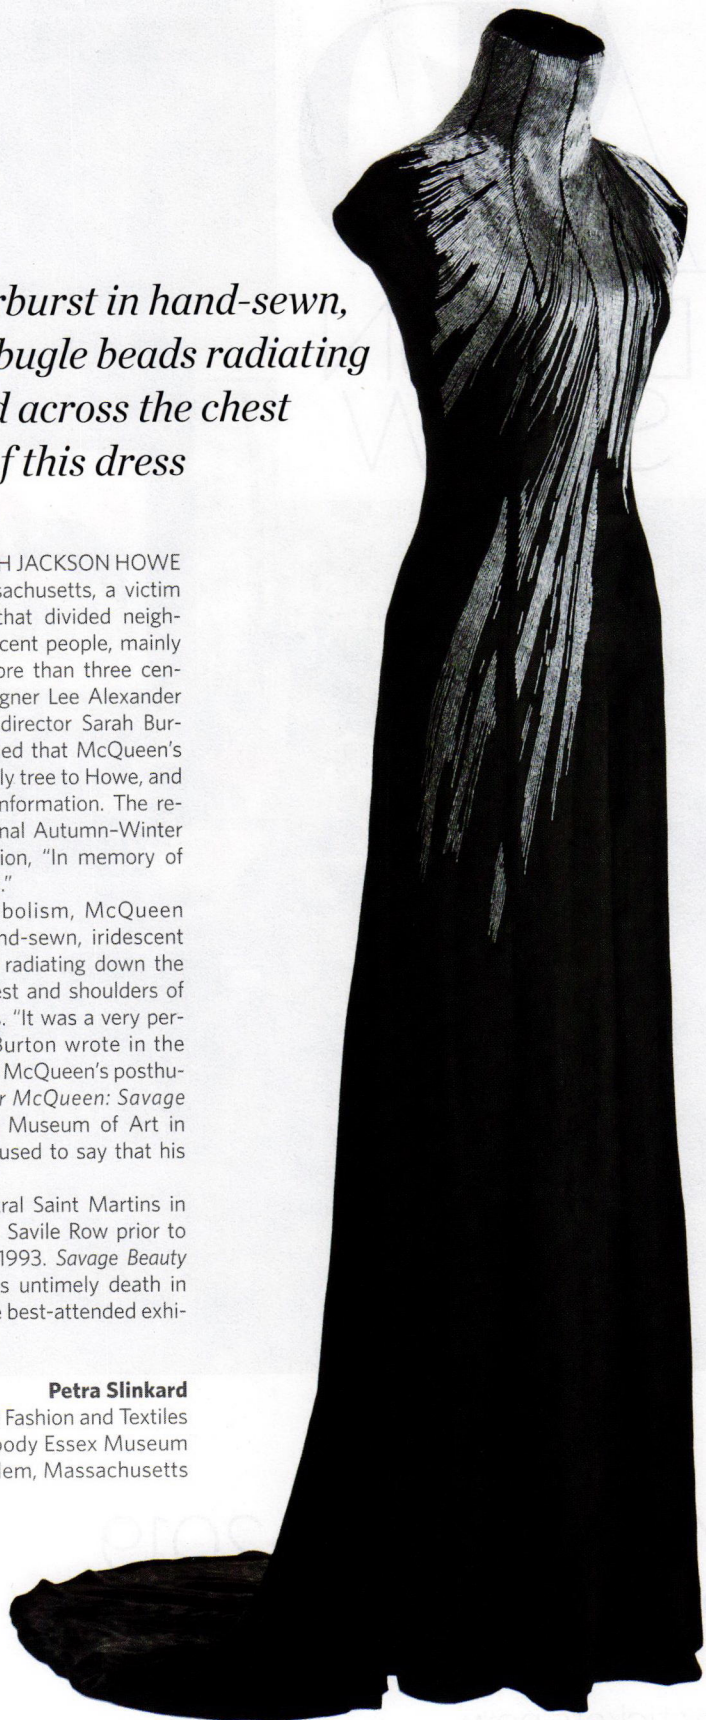 rburst in hand-sewn,
bugle beads radiating
d across the chest
f this dress
H JACKSON HOWE
sachusetts, a victim
that divided neigh-
cent people, mainly
ore than three cen-
gner Lee Alexander
director Sarah Bur-
ed that McQueen's
ly tree to Howe, and
nformation. The re-
nal Autumn–Winter
ion, “In memory of
.”
bolism, McQueen
nd-sewn, iridescent
radiating down the
est and shoulders of
s. “It was a very per-
Burton wrote in the
McQueen's posthu-
r McQueen: Savage
Museum of Art in
used to say that his
ral Saint Martins in
Savile Row prior to
1993. Savage Beauty
s untimely death in
e best-attended exhi-
Petra Slinkard
Fashion and Textiles
body Essex Museum
lem, Massachusetts